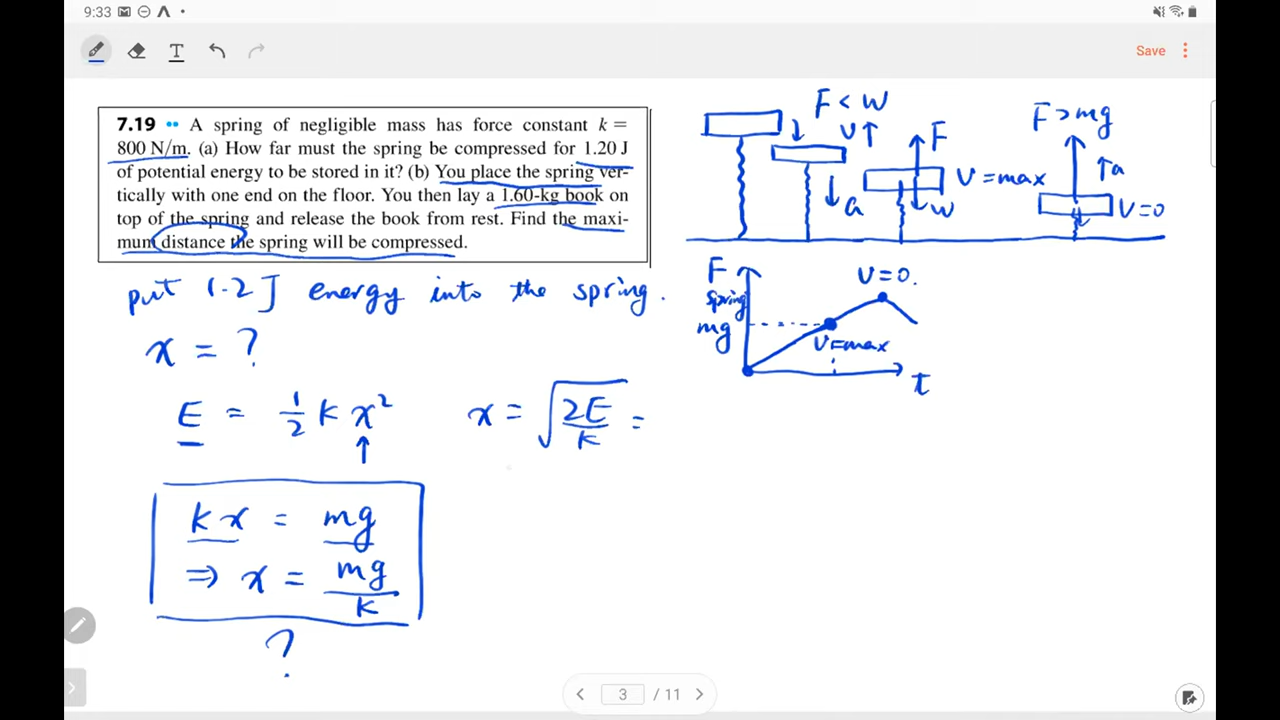 9:33
Save
7.19 •• A spring of negligible mass has force constant k =
800 N/m. (a) How far must the spring be compressed for 1.20 J
of potential energy to be stored in it? (b) You place the spring ver-
tically with one end on the floor. You then lay a 1.60-kg book on
top of the spring and release the book from rest. Find the maxi-
mum distance the spring will be compressed.
put 1.2 J energy into the spring.
x = ?
E = 1/2 k x² x = √(2E/k) =
kx = mg
⇒ x = mg/k
?
F < W
v↑
a
F
v = max
W
F > mg
↑a
v = 0
F
spring
mg
v = 0.
v = max
t
3 / 11